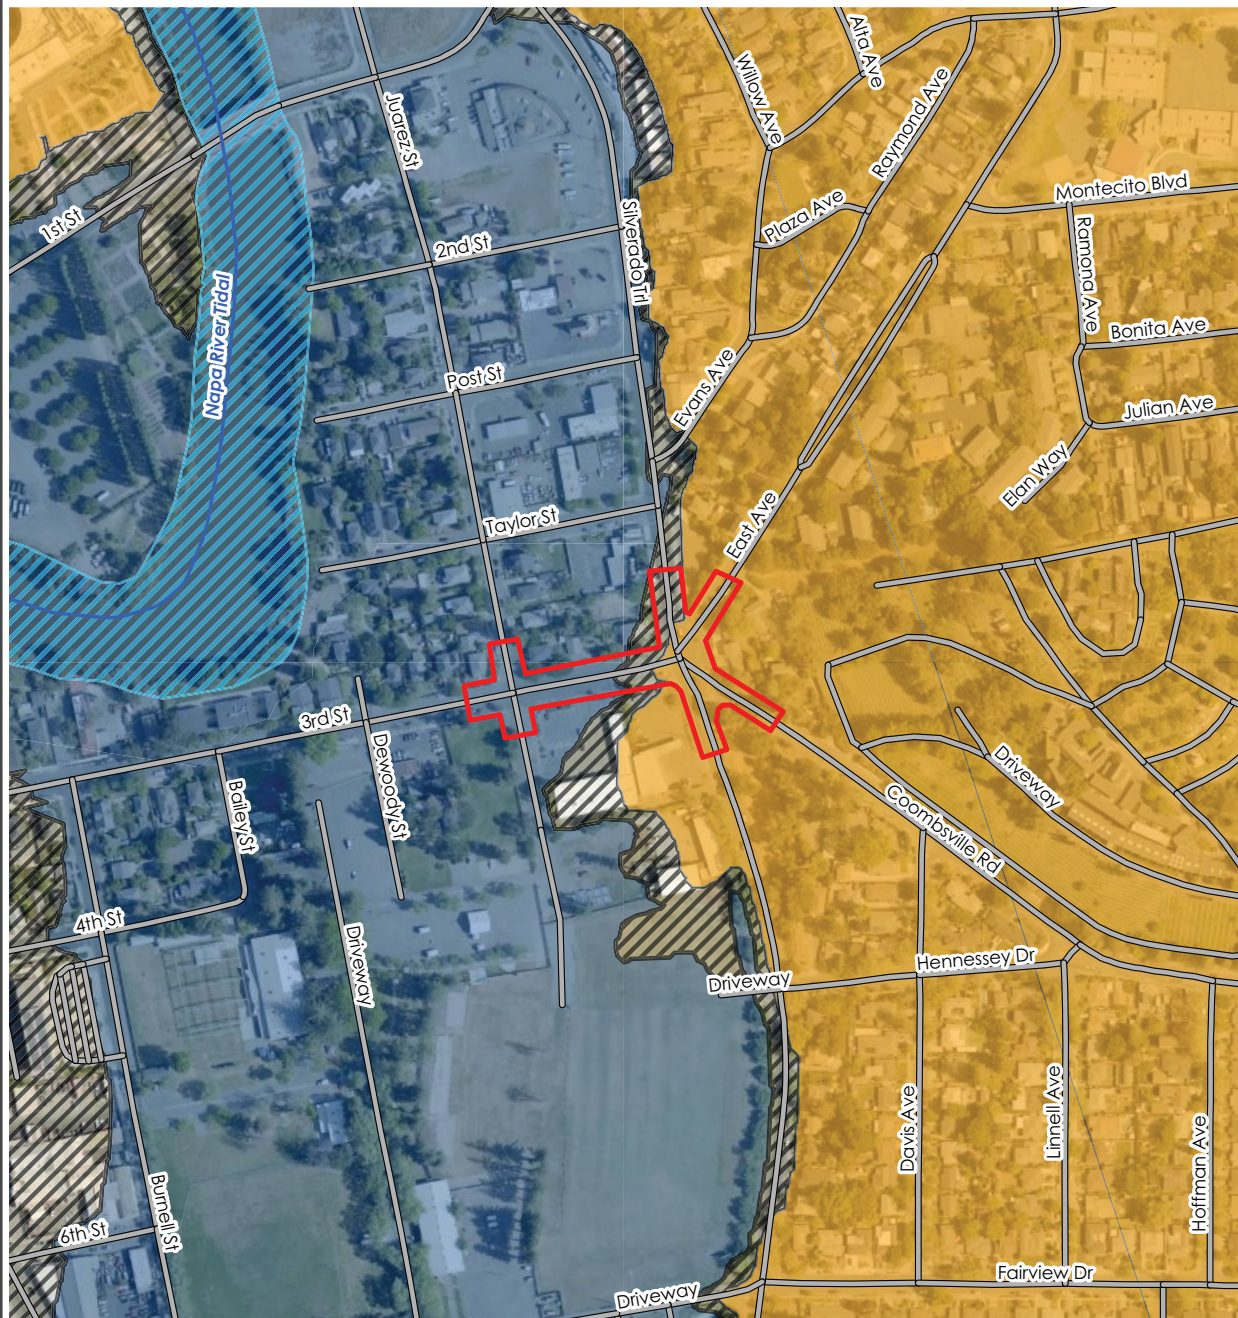 Alta Ave
Willow Ave
Raymond Ave
Juarez St
Montecito Blvd
Plaza Ave
1st St
2nd St
Silverado Trl
Ramona Ave
Napa River Tidal
Bonita Ave
Post St
Evans Ave
Julian Ave
Elan Way
Taylor St
East Ave
3rd St
Dewoody St
Bailey St
Driveway
Coombsville Rd
4th St
Driveway
Hennessey Dr
Driveway
Davis Ave
Linnell Ave
Hoffman Ave
Burnell St
6th St
Fairview Dr
Driveway